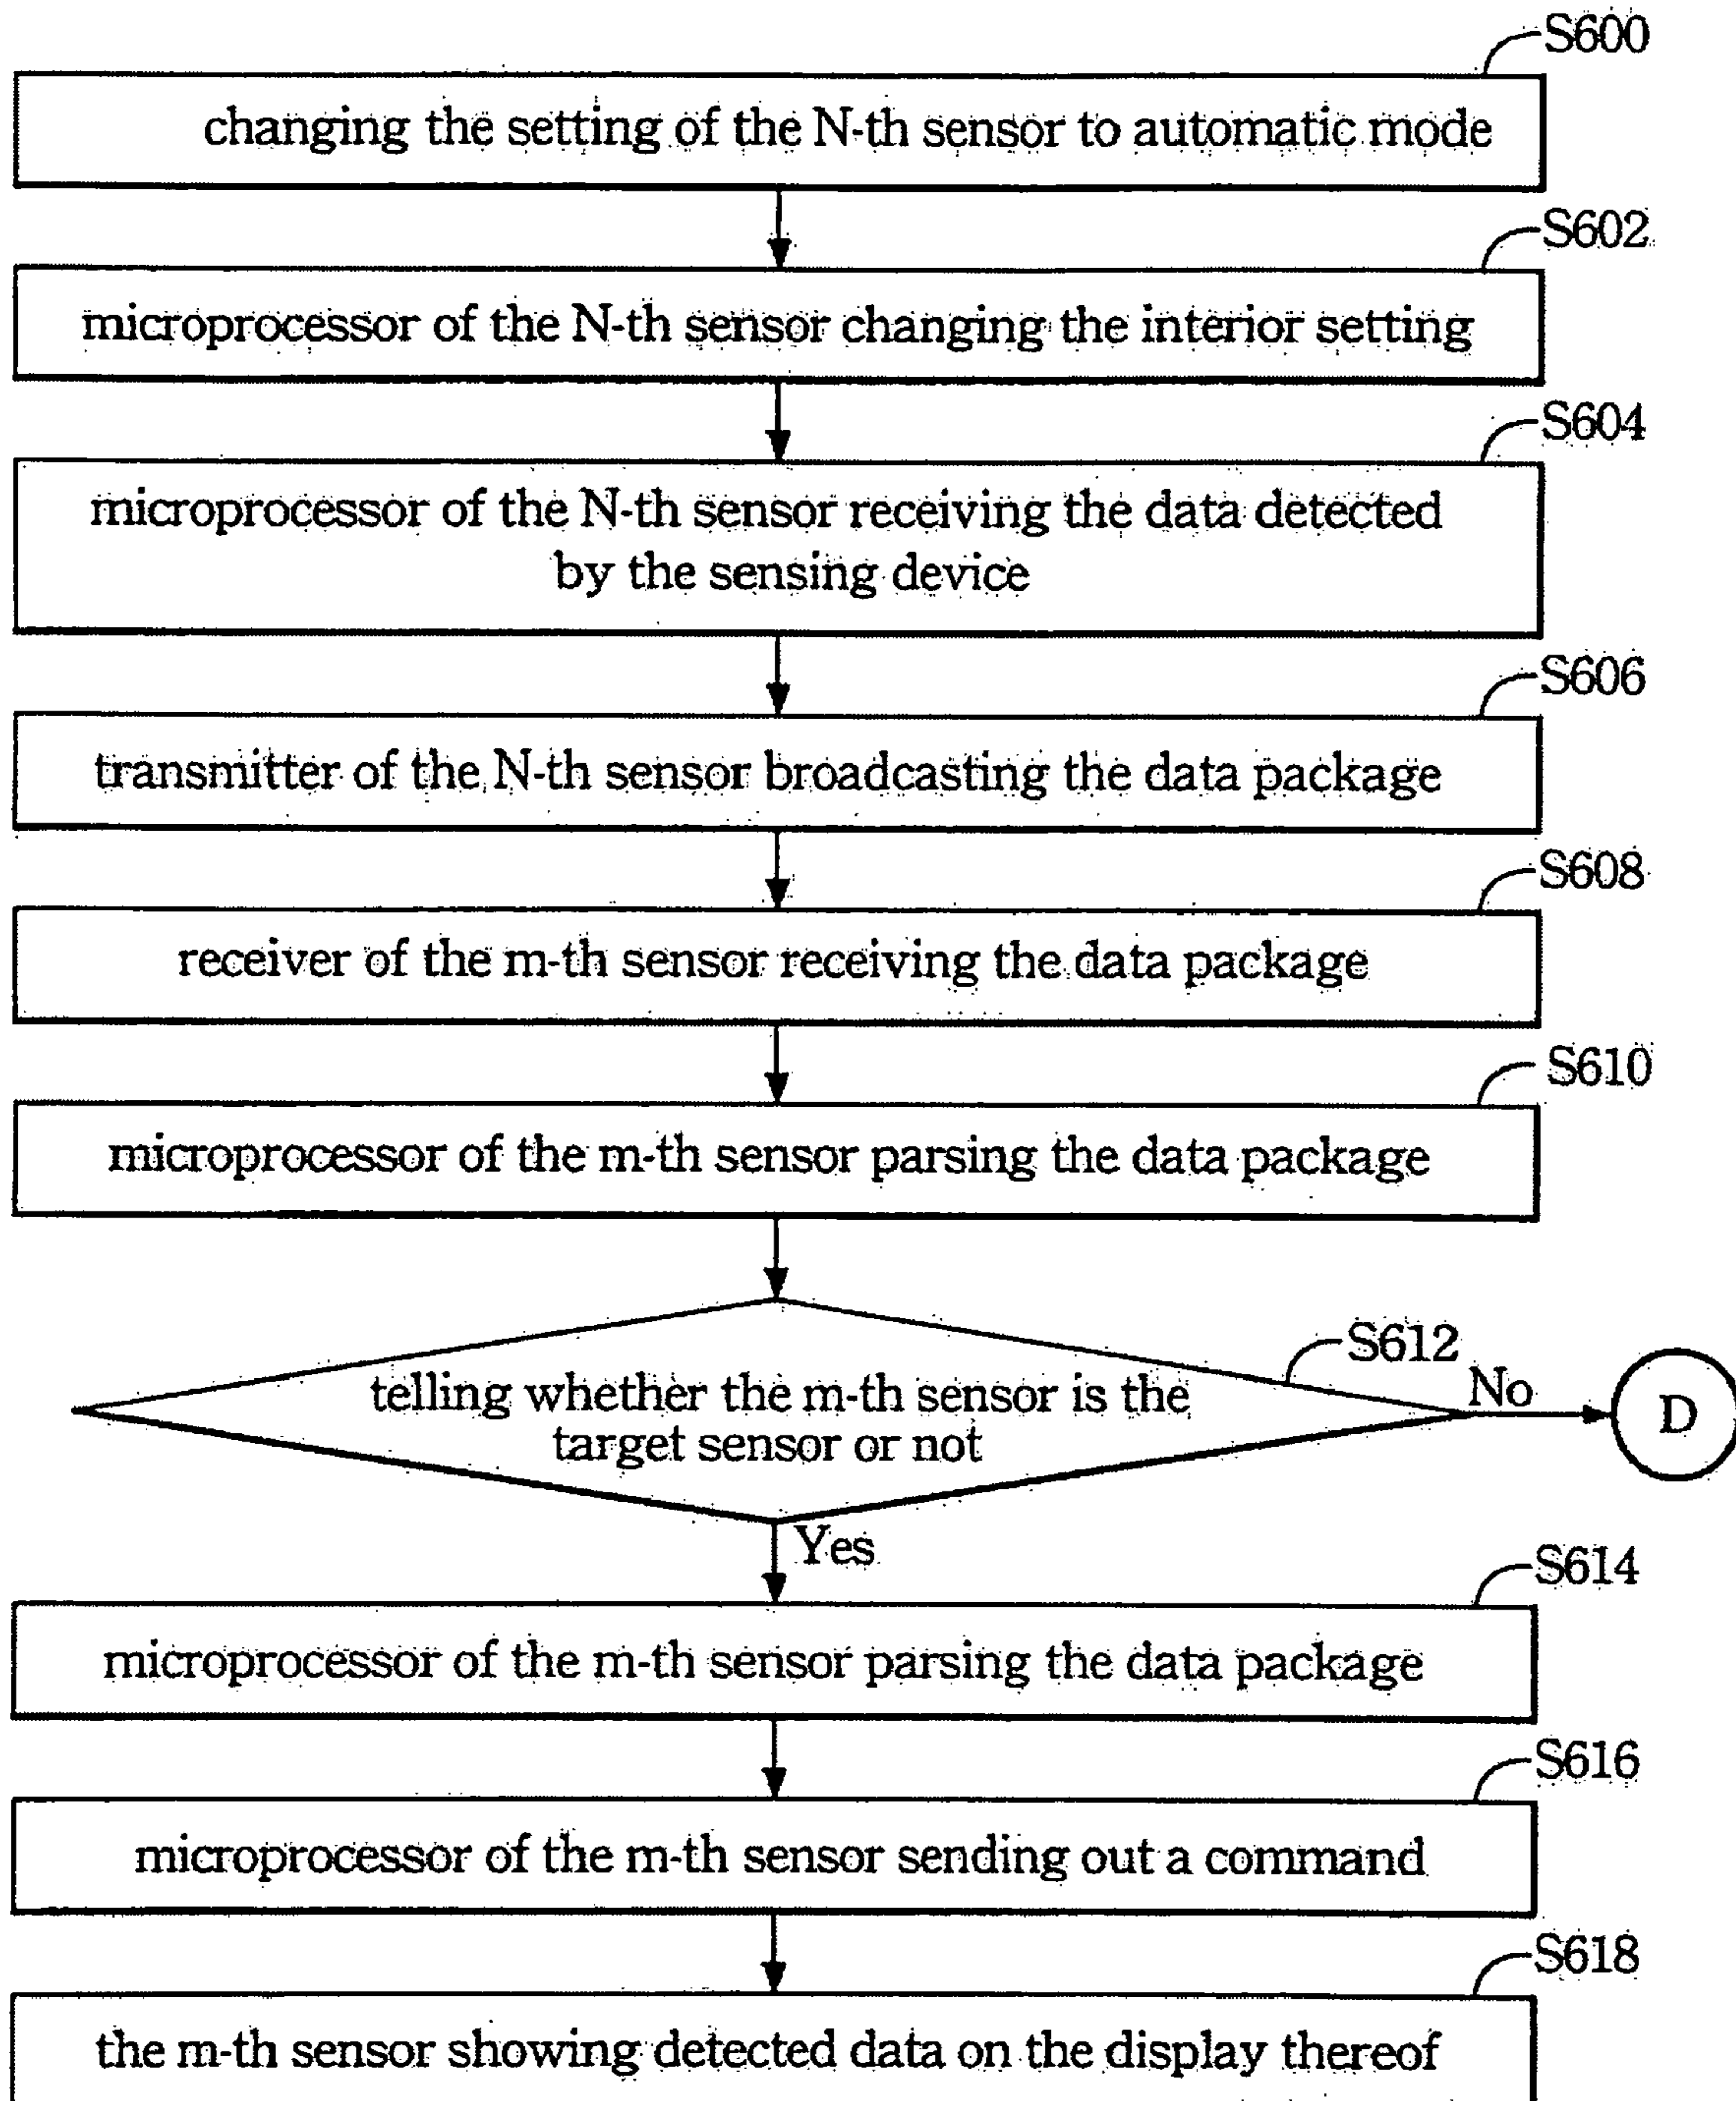 S600
changing the setting of the N-th sensor to automatic mode
S602
microprocessor of the N-th sensor changing the interior setting
S604
microprocessor of the N-th sensor receiving the data detected
by the sensing device
S606
transmitter of the N-th sensor broadcasting the data package
S608
receiver of the m-th sensor receiving the data package
S610
microprocessor of the m-th sensor parsing the data package
S612
telling whether the m-th sensor is the
target sensor or not
No
D
Yes
S614
microprocessor of the m-th sensor parsing the data package
S616
microprocessor of the m-th sensor sending out a command
S618
the m-th sensor showing detected data on the display thereof